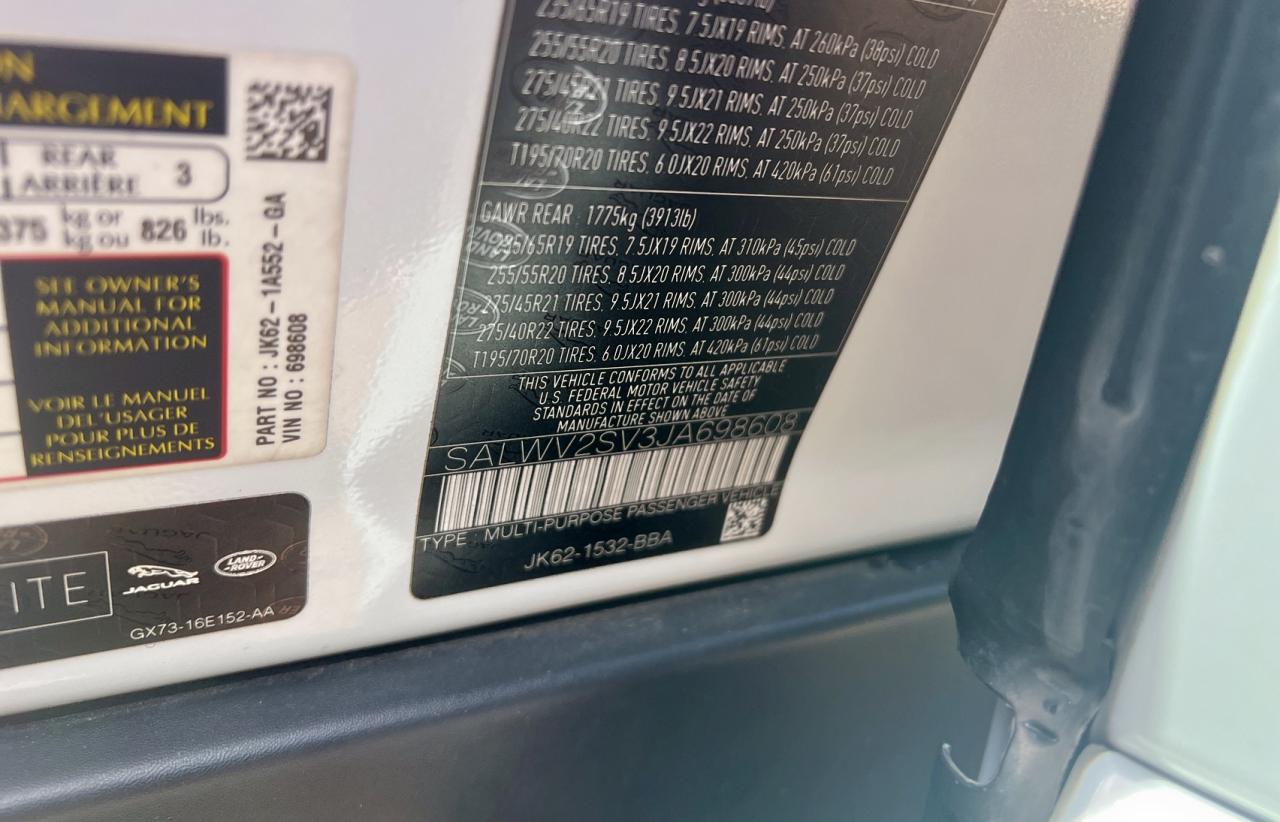 ON
HARGEMENT
REAR
ARRIÈRE
3
375 kg or
kg ou 826 lbs.
lb.
SEE OWNER'S
MANUAL FOR
ADDITIONAL
INFORMATION
VOIR LE MANUEL
DEL'USAGER
POUR PLUS DE
RENSEIGNEMENTS
PART NO : JK62-1A552-GA
VIN NO : 698608
ITE
JAGUAR
LAND-
ROVER
GX73-16E152-AA
235/65R19 TIRES, 7.5JX19 RIMS, AT 260kPa (38psi) COLD
255/55R20 TIRES, 8.5JX20 RIMS, AT 250kPa (37psi) COLD
275/45R21 TIRES, 9.5JX21 RIMS, AT 250kPa (37psi) COLD
275/40R22 TIRES, 9.5JX22 RIMS, AT 250kPa (37psi) COLD
T195/70R20 TIRES, 6.0JX20 RIMS, AT 420kPa (61psi) COLD
GAWR REAR : 1775kg (3913lb)
235/65R19 TIRES, 7.5JX19 RIMS, AT 310kPa (45psi) COLD
255/55R20 TIRES, 8.5JX20 RIMS, AT 300kPa (44psi) COLD
275/45R21 TIRES, 9.5JX21 RIMS, AT 300kPa (44psi) COLD
275/40R22 TIRES, 9.5JX22 RIMS, AT 300kPa (44psi) COLD
T195/70R20 TIRES, 6.0JX20 RIMS, AT 420kPa (61psi) COLD
THIS VEHICLE CONFORMS TO ALL APPLICABLE
U.S. FEDERAL MOTOR VEHICLE SAFETY
STANDARDS IN EFFECT ON THE DATE OF
MANUFACTURE SHOWN ABOVE
SALWV2SV3JA698608
TYPE : MULTI-PURPOSE PASSENGER VEHICLE
JK62-1532-BBA